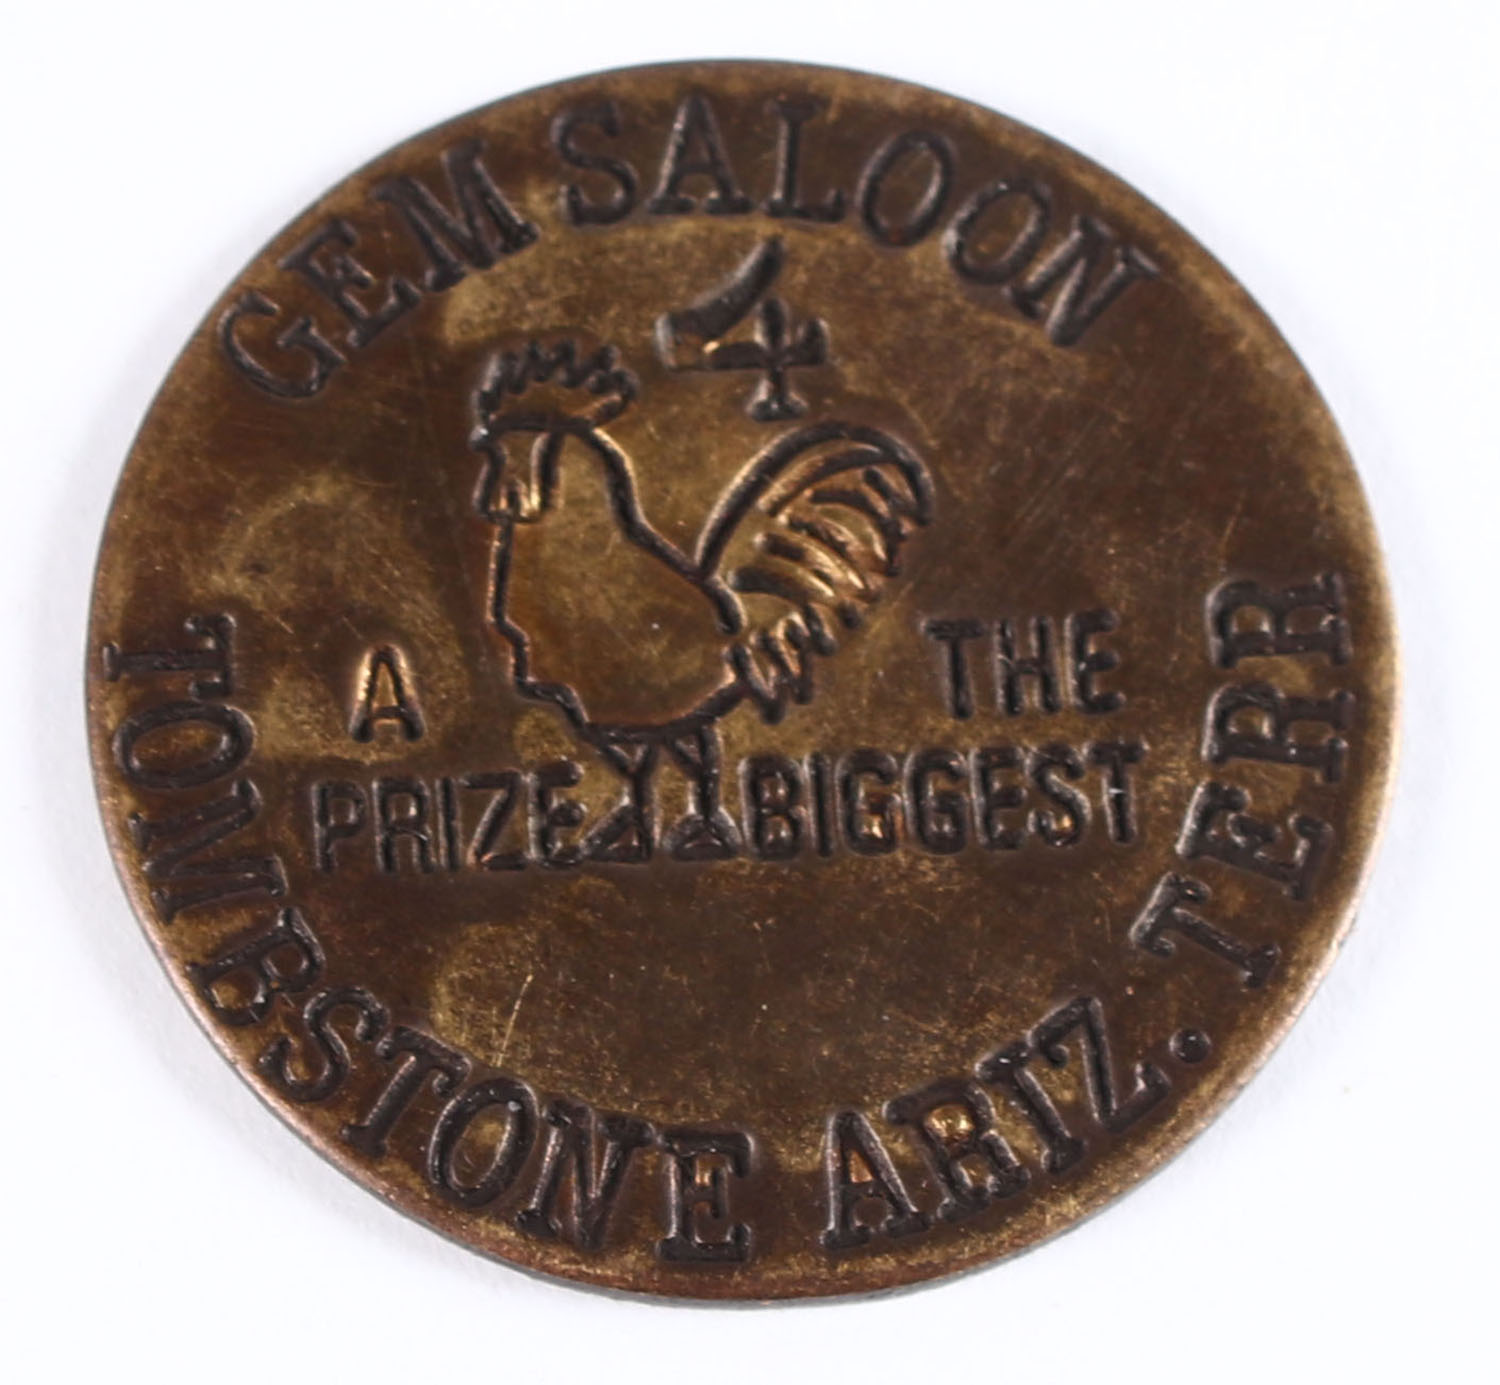 GEM SALOON
4
A PRIZE
THE BIGGEST
TOMBSTONE ARIZ. TERR